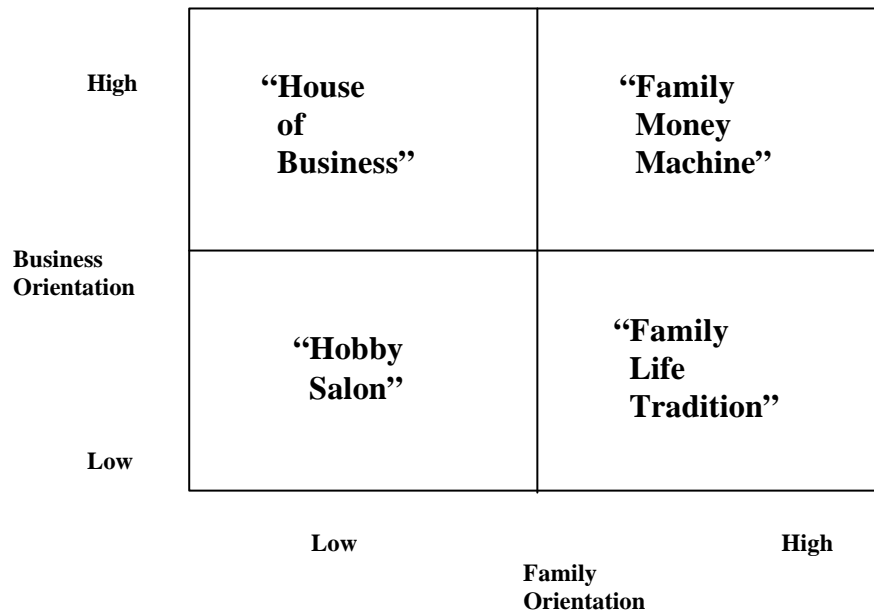 High
“House
of
Business”
“Family
Money
Machine”
Business
Orientation
“Hobby
Salon”
“Family
Life
Tradition”
Low
Low
High
Family
Orientation